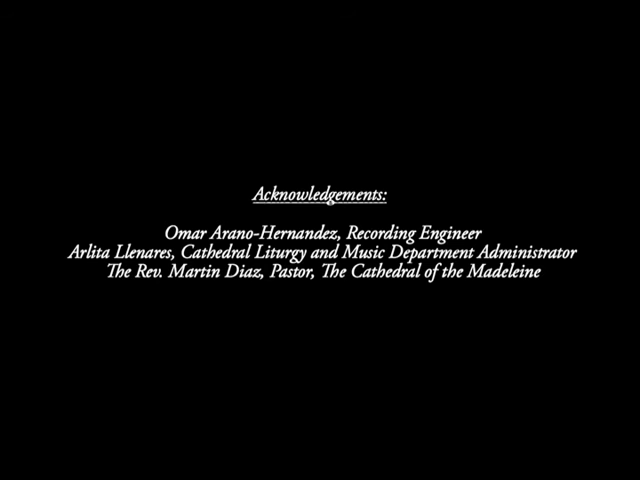 Acknowledgements:
Omar Arano-Hernandez, Recording Engineer
Arlita Llenares, Cathedral Liturgy and Music Department Administrator
The Rev. Martin Diaz, Pastor, The Cathedral of the Madeleine